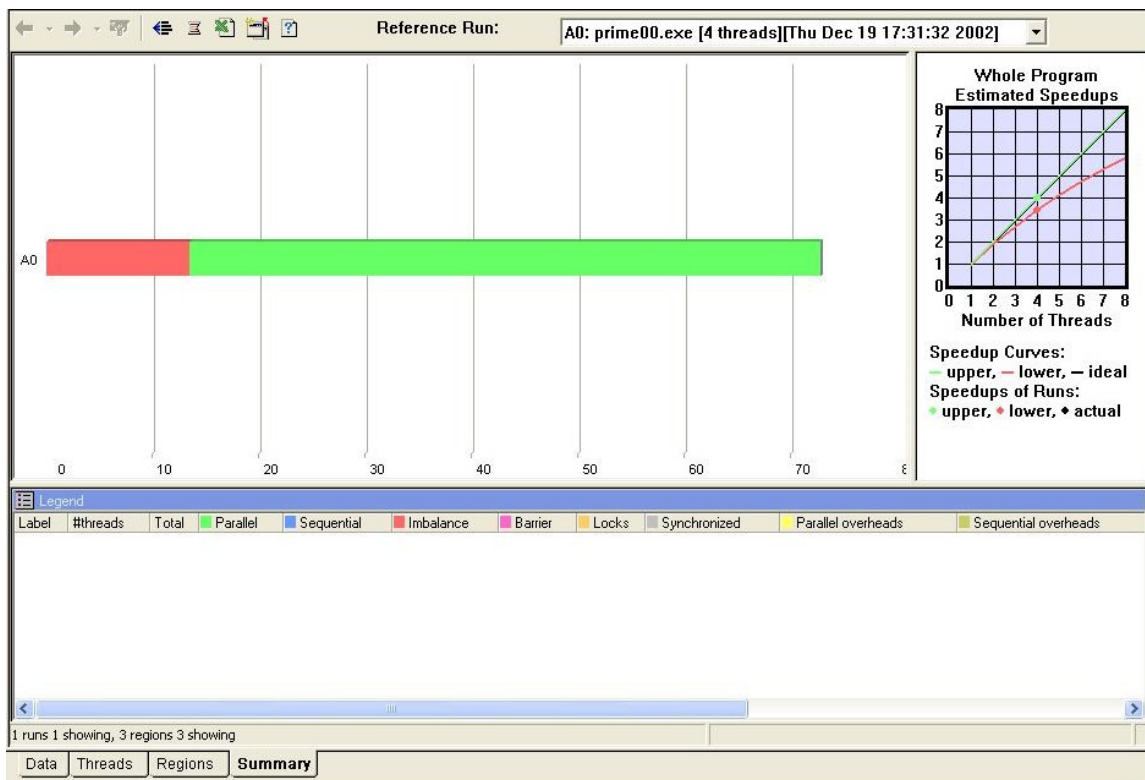 Reference Run:
A0: prime00.exe [4 threads][Thu Dec 19 17:31:32 2002]
A0
0 10 20 30 40 50 60 70 8
Whole Program
Estimated Speedups
8
7
6
5
4
3
2
1
0
0 1 2 3 4 5 6 7 8
Number of Threads
Speedup Curves:
upper, lower, ideal
Speedups of Runs:
upper, lower, actual
Legend
Label #threads Total Parallel Sequential Imbalance Barrier Locks Synchronized Parallel overheads Sequential overheads
1 runs 1 showing, 3 regions 3 showing
Data Threads Regions Summary